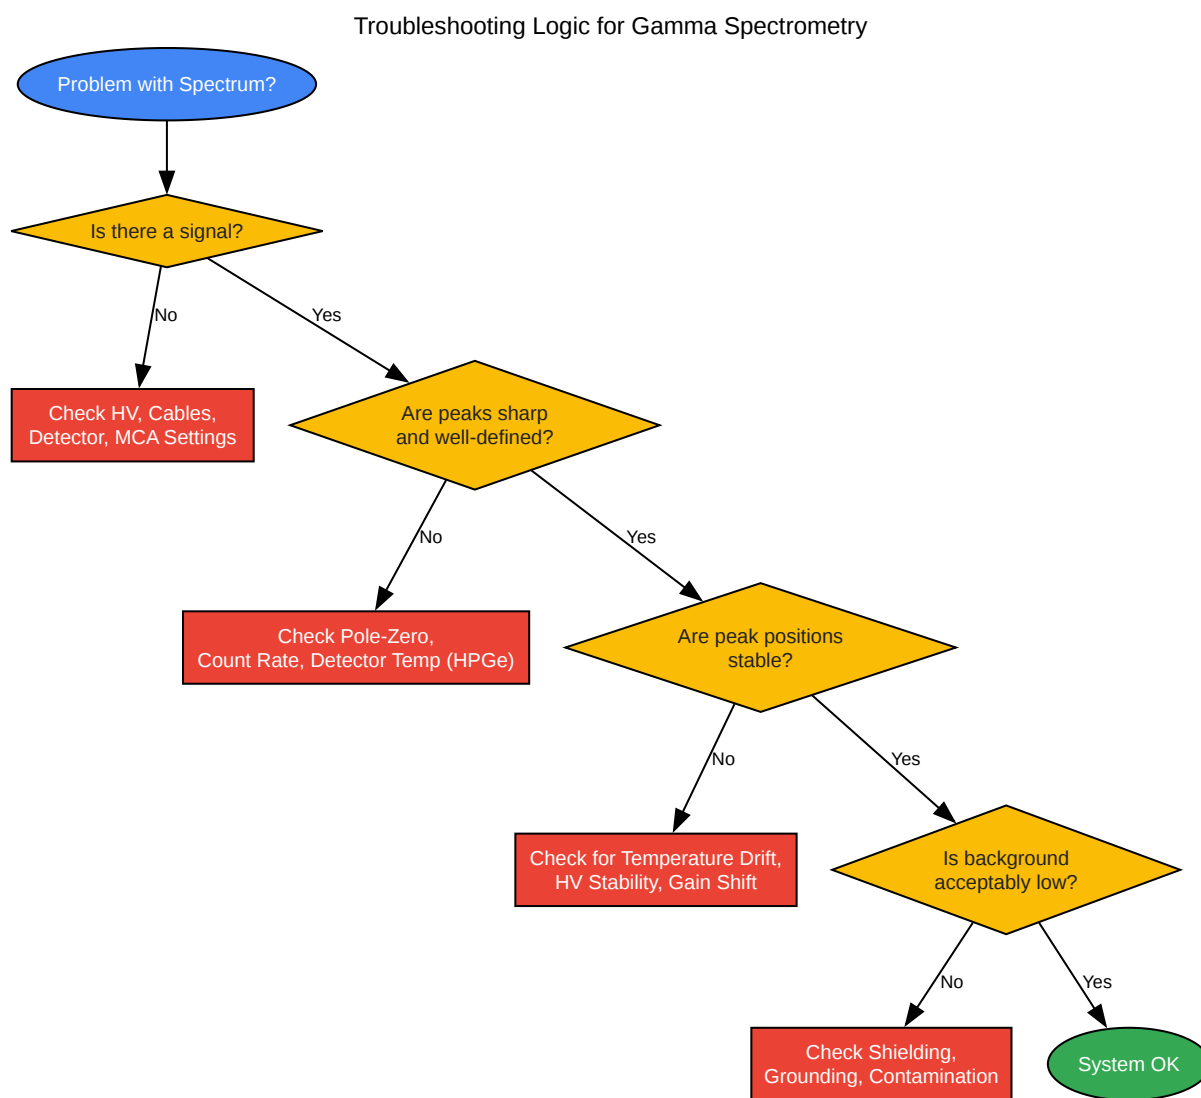 Troubleshooting Logic for Gamma Spectrometry
Problem with Spectrum?
Is there a signal?
No
Yes
Check HV, Cables,
Detector, MCA Settings
Are peaks sharp
and well-defined?
No
Yes
Check Pole-Zero,
Count Rate, Detector Temp (HPGe)
Are peak positions
stable?
No
Yes
Check for Temperature Drift,
HV Stability, Gain Shift
Is background
acceptably low?
No
Yes
Check Shielding,
Grounding, Contamination
System OK